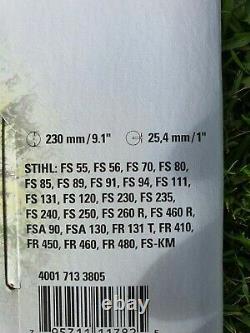 230 mm/9.1" 25,4 mm/1"
STIHL: FS 55, FS 56, FS 70, FS 80,
FS 85, FS 89, FS 91, FS 94, FS 111,
FS 131, FS 120, FS 230, FS 235,
FS 240, FS 250, FS 260 R, FS 460 R,
FSA 90, FSA 130, FR 131 T, FR 410,
FR 450, FR 460, FR 480, FS-KM
4001 713 3805